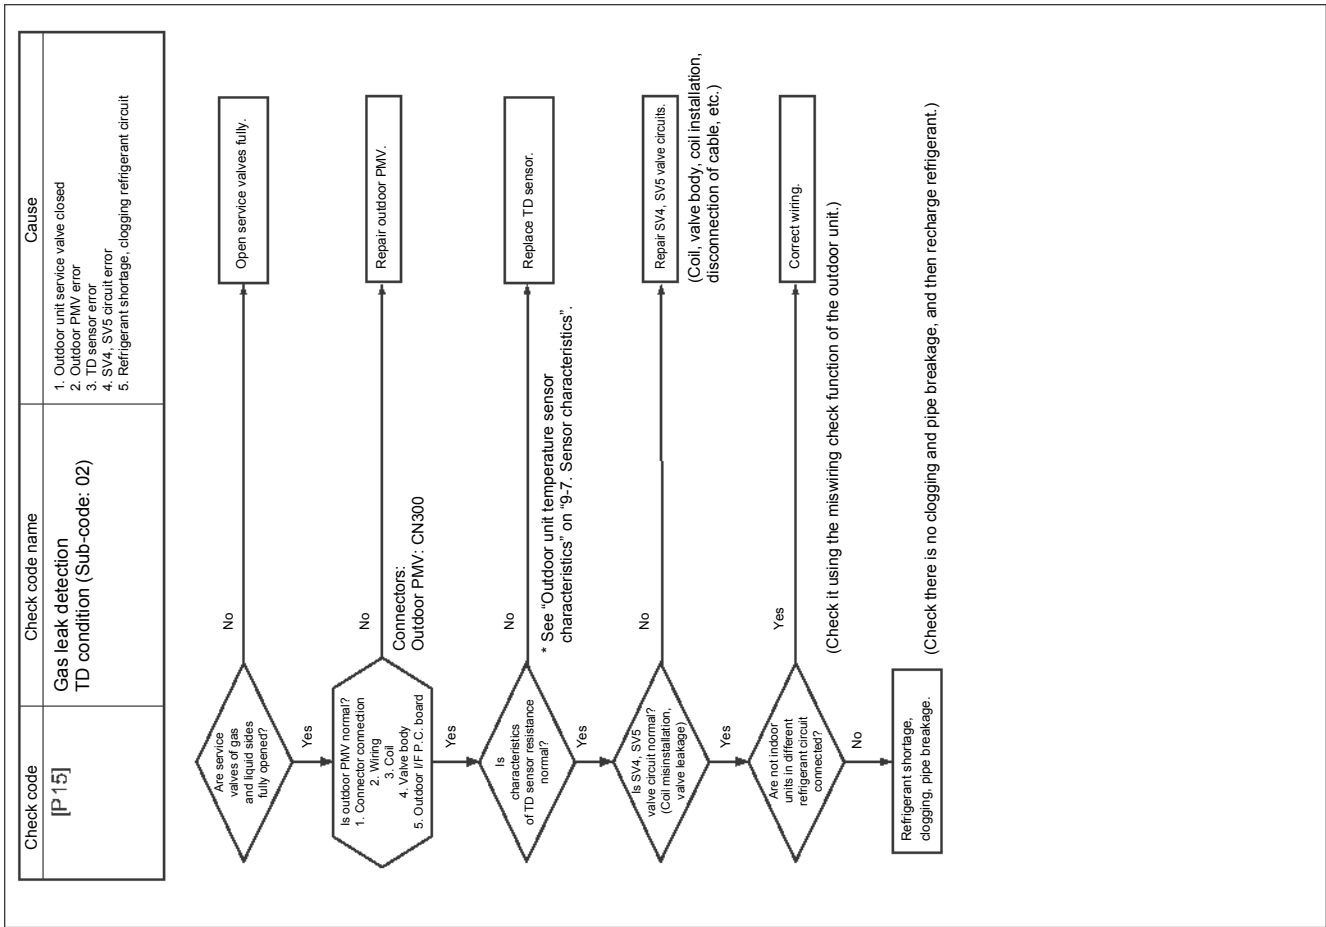 Check code
Check code name
Cause
[P15]
Gas leak detection
TD condition (Sub-code: 02)
1. Outdoor unit service valve closed
2. Outdoor PMV error
3. TD sensor error
4. SV4, SV5 circuit error
5. Refrigerant shortage, clogging refrigerant circuit
Are service
valves of gas
and liquid sides
fully opened?
No
Open service valves fully.
Yes
Is outdoor PMV normal?
1. Connector connection
2. Wiring
3. Coil
4. Valve body
5. Outdoor I/F P.C. board
No
Repair outdoor PMV.
Connectors:
Outdoor PMV: CN300
Yes
Is
characteristics
of TD sensor resistance
normal?
No
Replace TD sensor.
* See “Outdoor unit temperature sensor
characteristics” on “9-7. Sensor characteristics”.
Yes
Is SV4, SV5
valve circuit normal?
(Coil misinstallation,
valve leakage)
No
Repair SV4, SV5 valve circuits.
(Coil, valve body, coil installation,
disconnection of cable, etc.)
Yes
Are not indoor
units in different
refrigerant circuit
connected?
Yes
Correct wiring.
(Check it using the miswiring check function of the outdoor unit.)
No
Refrigerant shortage,
clogging, pipe breakage.
(Check there is no clogging and pipe breakage, and then recharge refrigerant.)